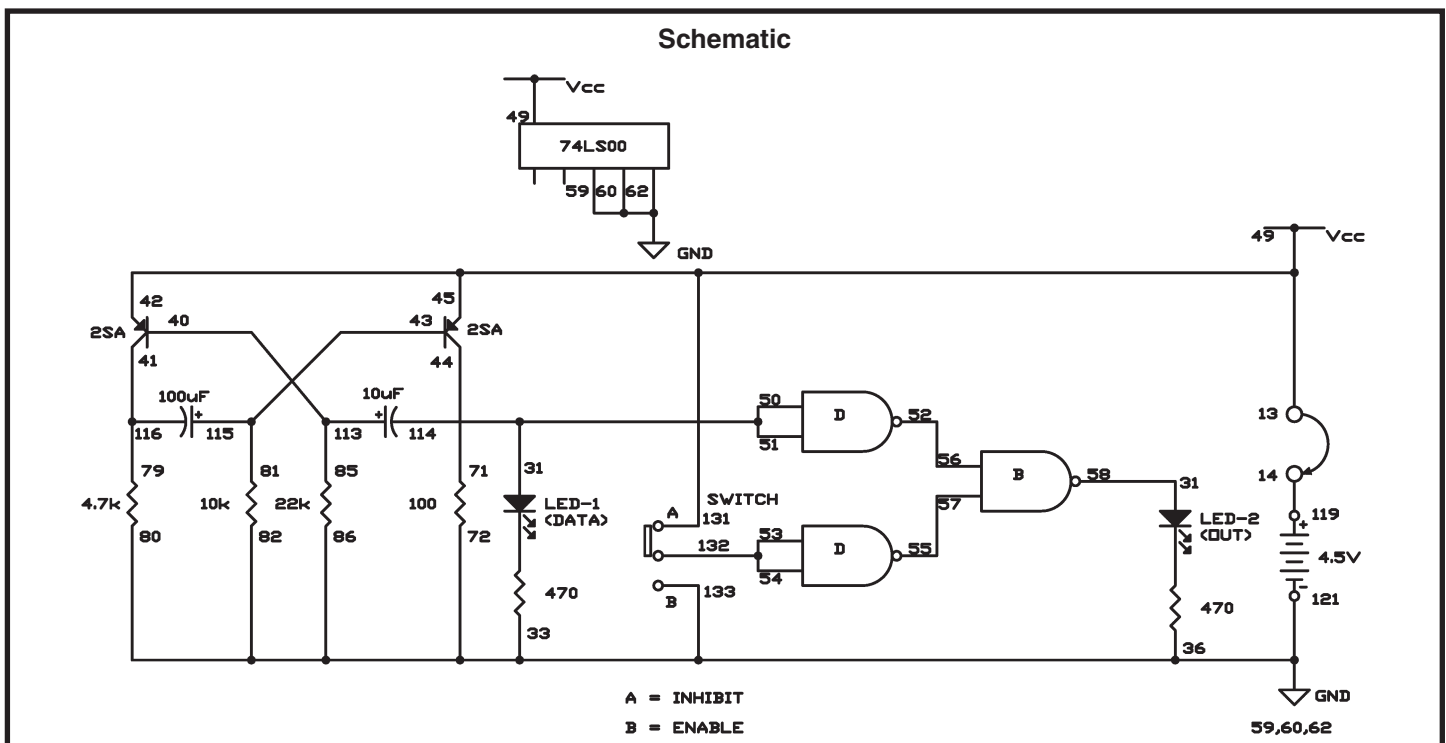 Schematic
Vcc
49
74LS00
59 60 62
GND
49 Vcc
42 45
2SA 40 43 2SA
41 44
100uF 10uF
+ +
116 115 113 114
50
D 52
51
13
79 81 85 71 31
56
B 58
57
14
31
4.7k 10k 22k 100 LED-1
(DATA)
SWITCH
A 131
80 82 86 72
132 53
D 55
54
LED-2
(OUT)
119
+
4.5V
-
B 133
470 470
121
33 36
A = INHIBIT
B = ENABLE
GND
59,60,62